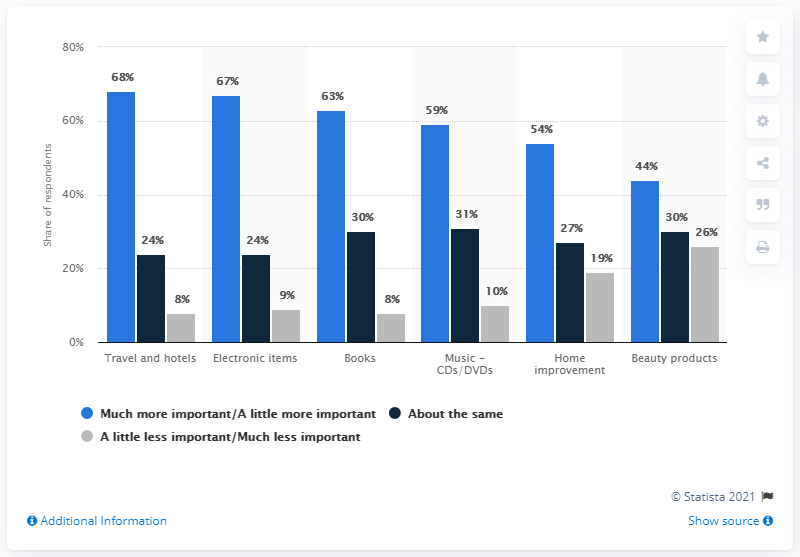 80%
60%
40%
20%
0%
Share of respondents
68%
24%
8%
67%
24%
9%
63%
30%
8%
59%
31%
10%
54%
27%
19%
44%
30%
26%
Travel and hotels
Electronic items
Books
Music –
CDs/DVDs
Home
improvement
Beauty products
Much more important/A little more important
About the same
A little less important/Much less important
© Statista 2021
Additional Information
Show source